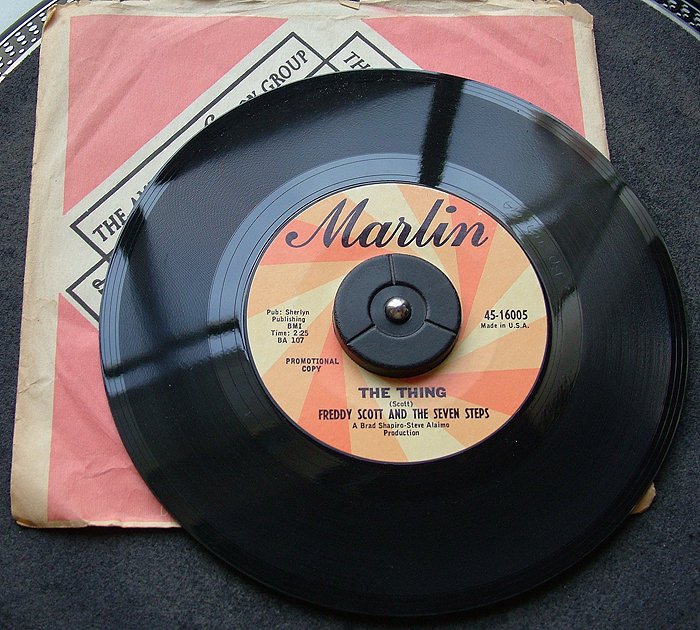 Marlin
Pub: Sherlyn
Publishing
BMI
Time: 2:25
BA 107
45-16005
Made in U.S.A.
PROMOTIONAL
COPY
THE THING
(Scott)
FREDDY SCOTT AND THE SEVEN STEPS
A Brad Shapiro-Steve Alaimo
Production
THE
GROUP
TH